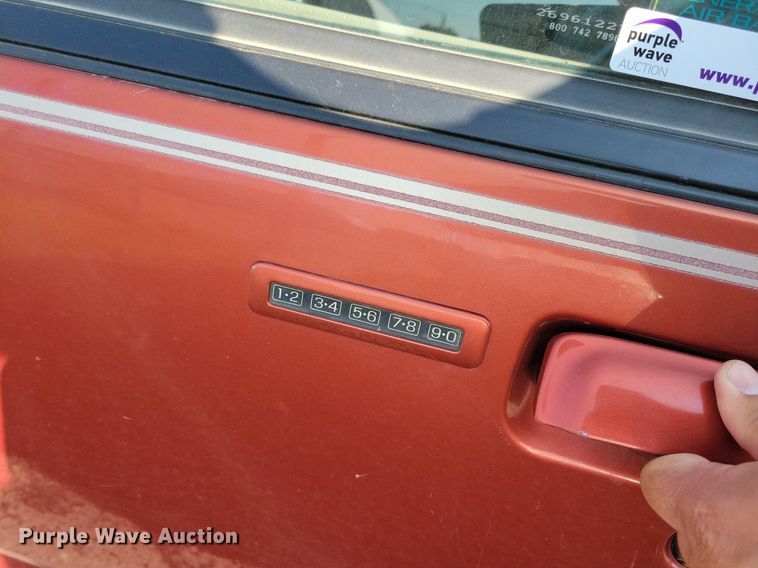 2696122
800 742 789
AIR BA
purple
wave
AUCTION
www.p
1·2 3·4 5·6 7·8 9·0
Purple Wave Auction